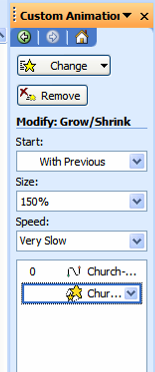 Custom Animation
Change
Remove
Modify: Grow/Shrink
Start:
With Previous
Size:
150%
Speed:
Very Slow
0 Church-...
Chur...